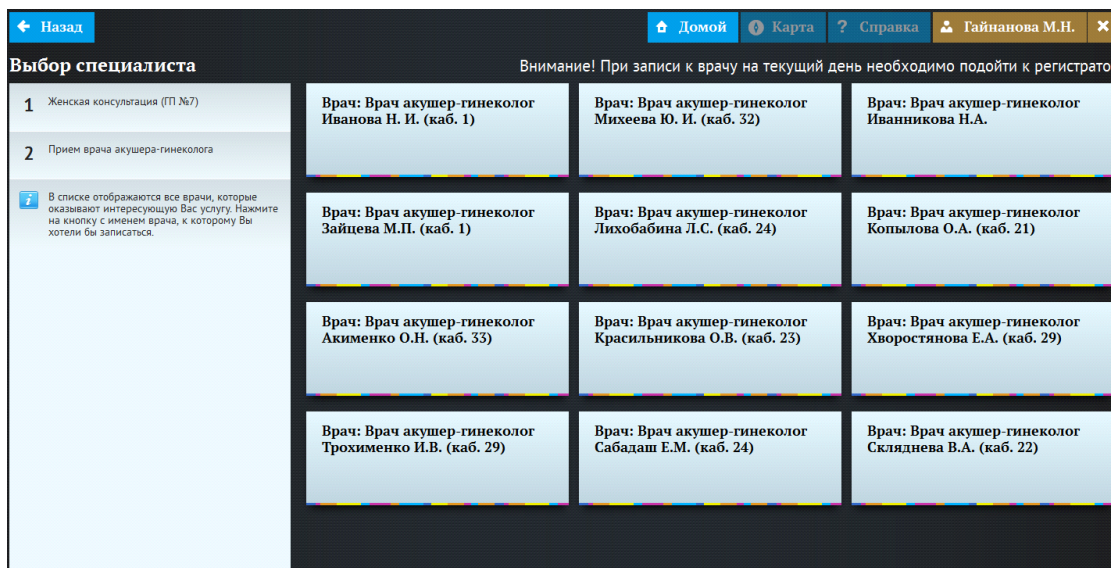 Назад
Домой
Карта
? Справка
Гайнанова М.Н.
Выбор специалиста
Внимание! При записи к врачу на текущий день необходимо подойти к регистрато
1 Женская консультация (ГП №7)
2 Прием врача акушера-гинеколога
В списке отображаются все врачи, которые
оказывают интересующую Вас услугу. Нажмите
на кнопку с именем врача, к которому Вы
хотели бы записаться.
Врач: Врач акушер-гинеколог
Иванова Н. И. (каб. 1)
Врач: Врач акушер-гинеколог
Михеева Ю. И. (каб. 32)
Врач: Врач акушер-гинеколог
Иванникова Н.А.
Врач: Врач акушер-гинеколог
Зайцева М.П. (каб. 1)
Врач: Врач акушер-гинеколог
Лихобабина Л.С. (каб. 24)
Врач: Врач акушер-гинеколог
Копылова О.А. (каб. 21)
Врач: Врач акушер-гинеколог
Акименко О.Н. (каб. 33)
Врач: Врач акушер-гинеколог
Красильникова О.В. (каб. 23)
Врач: Врач акушер-гинеколог
Хворостянова Е.А. (каб. 29)
Врач: Врач акушер-гинеколог
Трохименко И.В. (каб. 29)
Врач: Врач акушер-гинеколог
Сабадаш Е.М. (каб. 24)
Врач: Врач акушер-гинеколог
Скляднева В.А. (каб. 22)